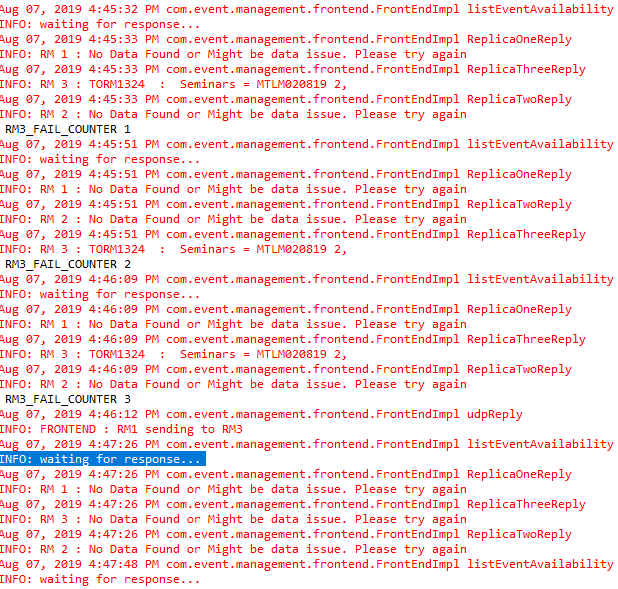 Aug 07, 2019 4:45:32 PM com.event.management.frontend.FrontEndImpl listEventAvailability
INFO: waiting for response...
Aug 07, 2019 4:45:33 PM com.event.management.frontend.FrontEndImpl ReplicaOneReply
INFO: RM 1 : No Data Found or Might be data issue. Please try again
Aug 07, 2019 4:45:33 PM com.event.management.frontend.FrontEndImpl ReplicaThreeReply
INFO: RM 3 : TORM1324  :  Seminars = MTLM020819 2,
Aug 07, 2019 4:45:33 PM com.event.management.frontend.FrontEndImpl ReplicaTwoReply
INFO: RM 2 : No Data Found or Might be data issue. Please try again
RM3_FAIL_COUNTER 1
Aug 07, 2019 4:45:51 PM com.event.management.frontend.FrontEndImpl listEventAvailability
INFO: waiting for response...
Aug 07, 2019 4:45:51 PM com.event.management.frontend.FrontEndImpl ReplicaOneReply
INFO: RM 1 : No Data Found or Might be data issue. Please try again
Aug 07, 2019 4:45:51 PM com.event.management.frontend.FrontEndImpl ReplicaTwoReply
INFO: RM 2 : No Data Found or Might be data issue. Please try again
Aug 07, 2019 4:45:51 PM com.event.management.frontend.FrontEndImpl ReplicaThreeReply
INFO: RM 3 : TORM1324  :  Seminars = MTLM020819 2,
RM3_FAIL_COUNTER 2
Aug 07, 2019 4:46:09 PM com.event.management.frontend.FrontEndImpl listEventAvailability
INFO: waiting for response...
Aug 07, 2019 4:46:09 PM com.event.management.frontend.FrontEndImpl ReplicaOneReply
INFO: RM 1 : No Data Found or Might be data issue. Please try again
Aug 07, 2019 4:46:09 PM com.event.management.frontend.FrontEndImpl ReplicaThreeReply
INFO: RM 3 : TORM1324  :  Seminars = MTLM020819 2,
Aug 07, 2019 4:46:09 PM com.event.management.frontend.FrontEndImpl ReplicaTwoReply
INFO: RM 2 : No Data Found or Might be data issue. Please try again
RM3_FAIL_COUNTER 3
Aug 07, 2019 4:46:12 PM com.event.management.frontend.FrontEndImpl udpReply
INFO: FRONTEND : RM1 sending to RM3
Aug 07, 2019 4:47:26 PM com.event.management.frontend.FrontEndImpl listEventAvailability
INFO: waiting for response...
Aug 07, 2019 4:47:26 PM com.event.management.frontend.FrontEndImpl ReplicaOneReply
INFO: RM 1 : No Data Found or Might be data issue. Please try again
Aug 07, 2019 4:47:26 PM com.event.management.frontend.FrontEndImpl ReplicaThreeReply
INFO: RM 3 : No Data Found or Might be data issue. Please try again
Aug 07, 2019 4:47:26 PM com.event.management.frontend.FrontEndImpl ReplicaTwoReply
INFO: RM 2 : No Data Found or Might be data issue. Please try again
Aug 07, 2019 4:47:48 PM com.event.management.frontend.FrontEndImpl listEventAvailability
INFO: waiting for response...